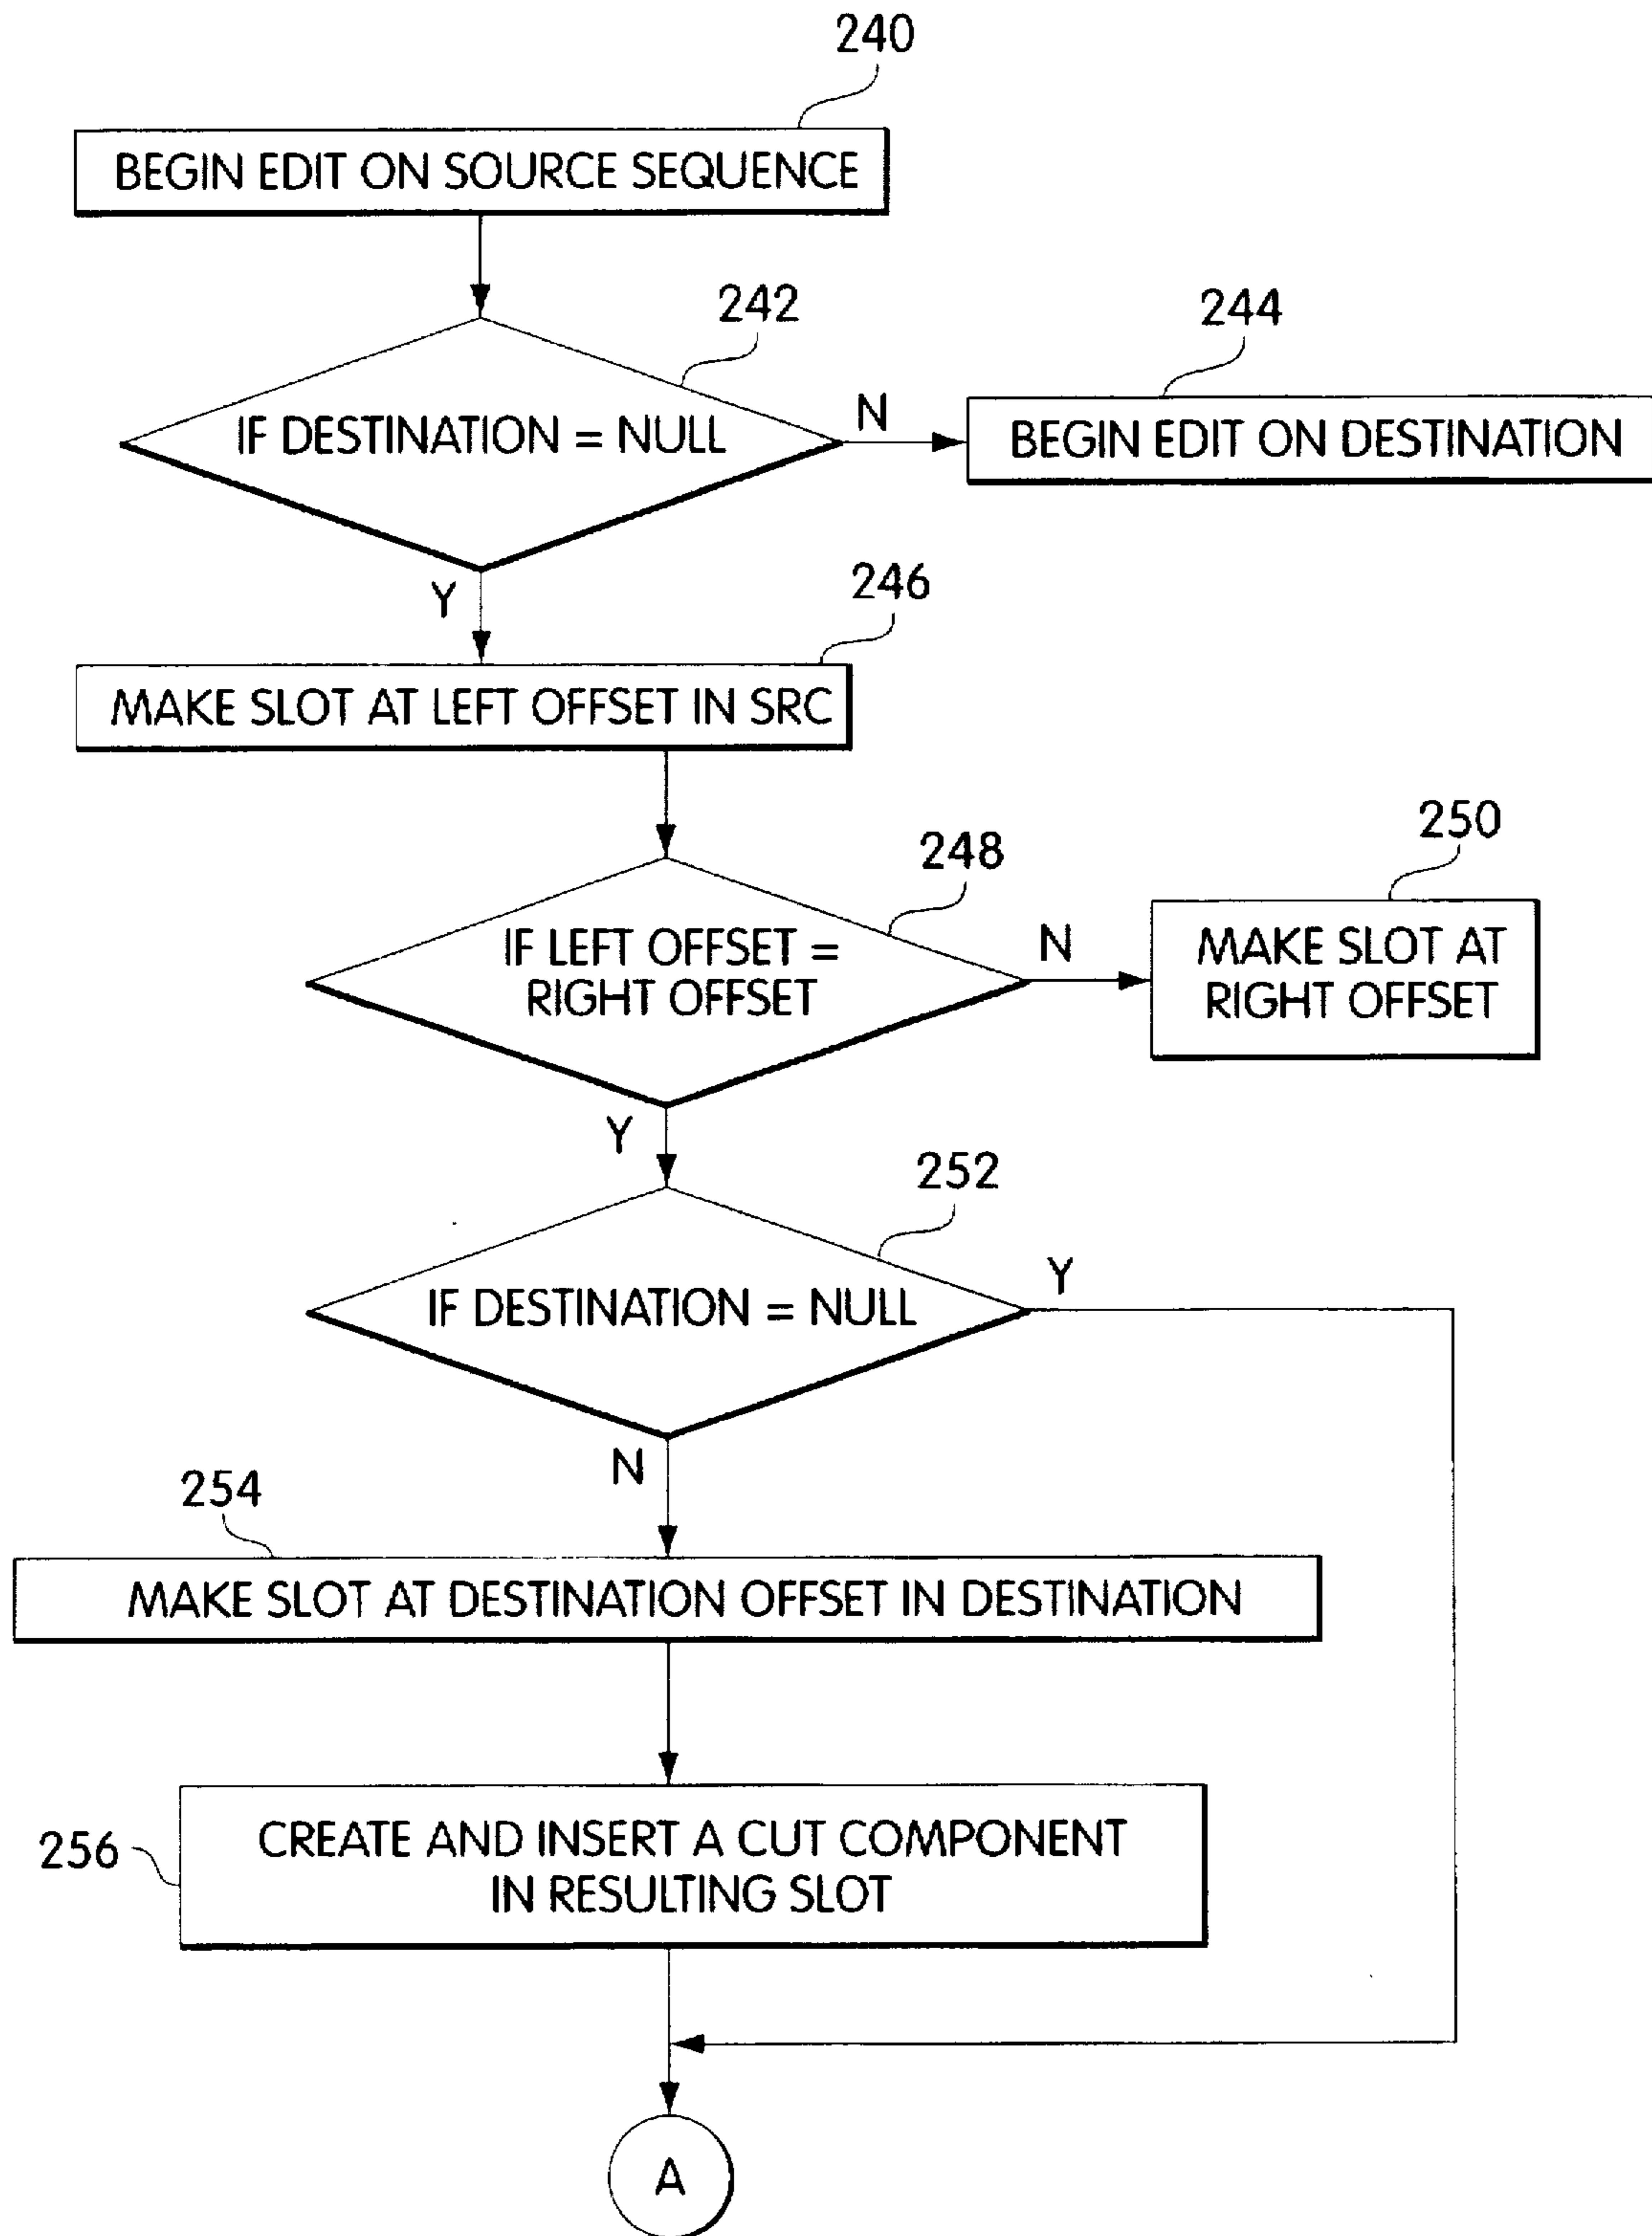 240
BEGIN EDIT ON SOURCE SEQUENCE
242
244
IF DESTINATION = NULL
N
BEGIN EDIT ON DESTINATION
Y
246
MAKE SLOT AT LEFT OFFSET IN SRC
250
248
IF LEFT OFFSET =
RIGHT OFFSET
N
MAKE SLOT AT
RIGHT OFFSET
Y
252
IF DESTINATION = NULL
Y
N
254
MAKE SLOT AT DESTINATION OFFSET IN DESTINATION
256
CREATE AND INSERT A CUT COMPONENT
IN RESULTING SLOT
A